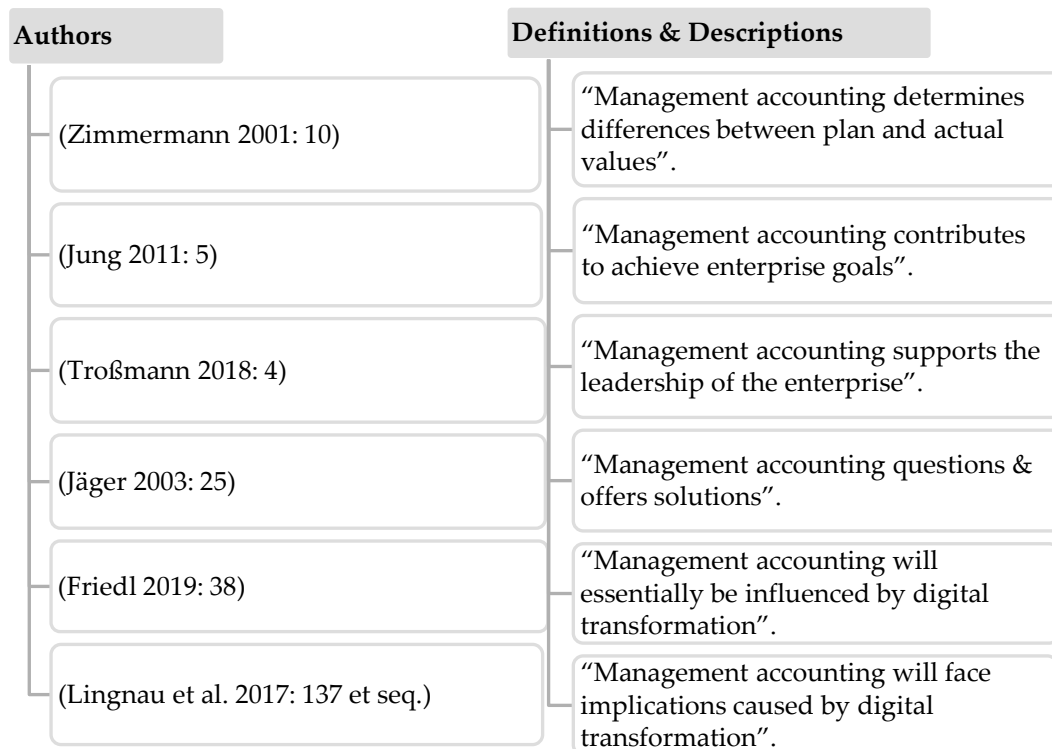 Authors
Definitions & Descriptions
(Zimmermann 2001: 10)
“Management accounting determines
differences between plan and actual
values”.
(Jung 2011: 5)
“Management accounting contributes
to achieve enterprise goals”.
(Troßmann 2018: 4)
“Management accounting supports the
leadership of the enterprise”.
(Jäger 2003: 25)
“Management accounting questions &
offers solutions”.
(Friedl 2019: 38)
“Management accounting will
essentially be influenced by digital
transformation”.
(Lingnau et al. 2017: 137 et seq.)
“Management accounting will face
implications caused by digital
transformation”.